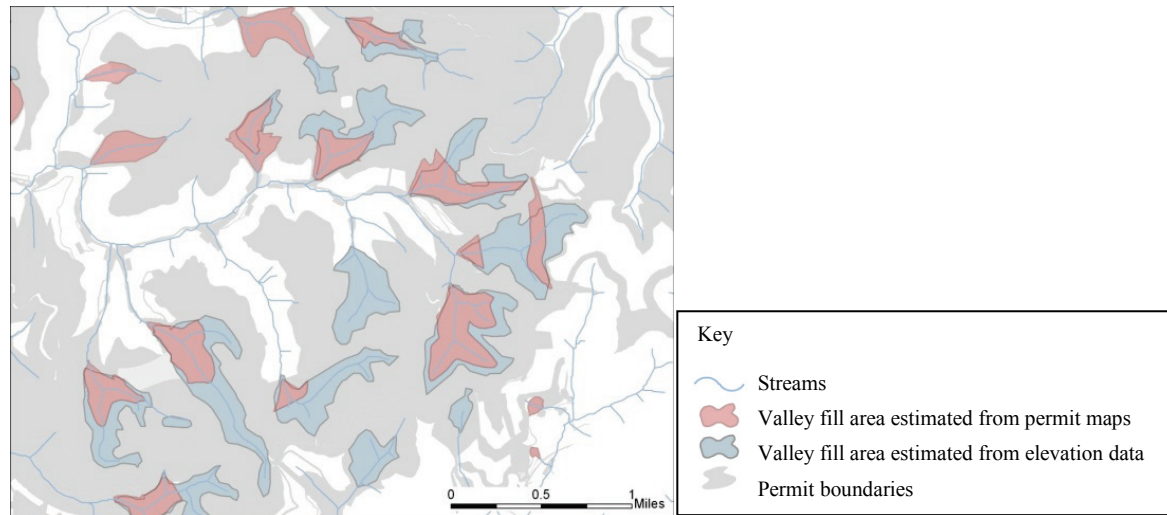 0 0.5 1
Miles
Key
Streams
Valley fill area estimated from permit maps
Valley fill area estimated from elevation data
Permit boundaries